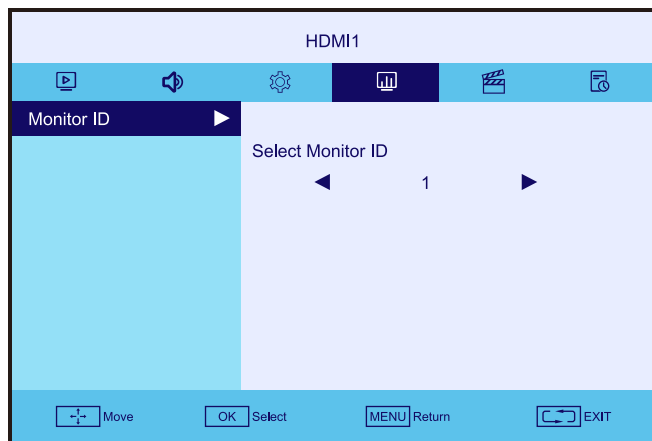 HDMI1
Monitor ID
Select Monitor ID
1
Move OK Select MENU Return EXIT